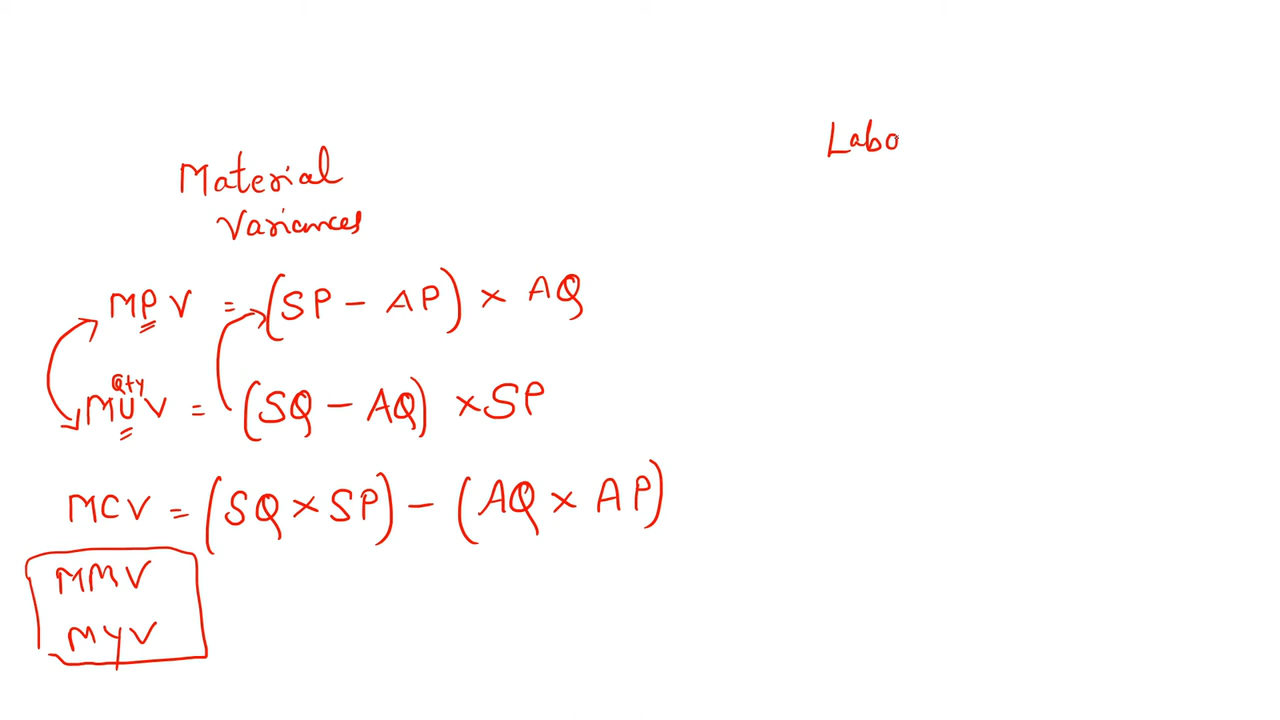 Material
Variances
MPV = (SP - AP) × AQ
Qty
MUV = (SQ - AQ) × SP
MCV = (SQ × SP) - (AQ × AP)
MMV
MYV
Labo